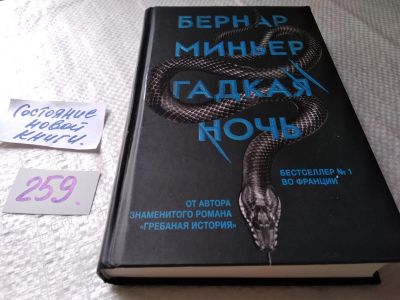 БЕРНАР
МИНЬЕР
ГАДКАЯ
НОЧЬ
БЕСТСЕЛЛЕР № 1
ВО ФРАНЦИИ
ОТ АВТОРА
ЗНАМЕНИТОГО РОМАНА
«ГРЕБАНАЯ ИСТОРИЯ»
Состояние
новой
книги.
259.